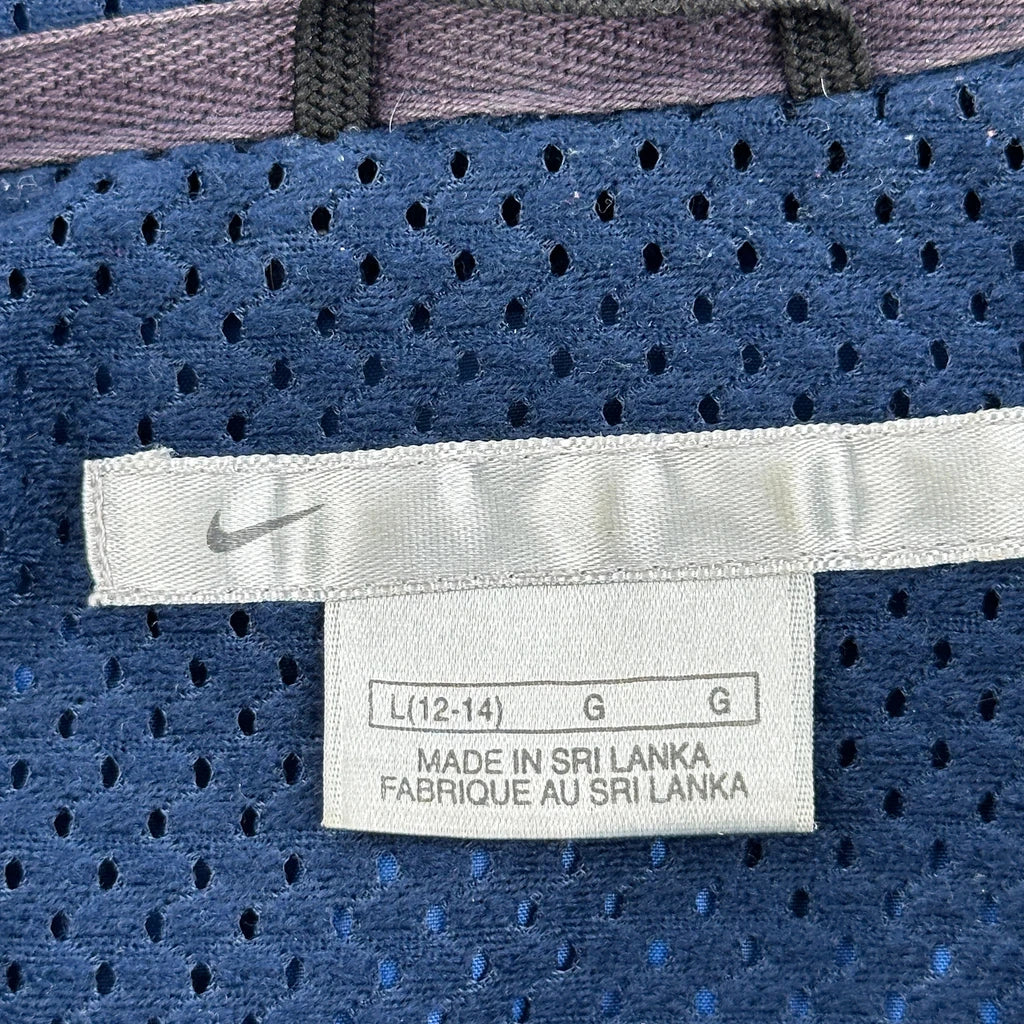 L(12-14) G G
MADE IN SRI LANKA
FABRIQUE AU SRI LANKA